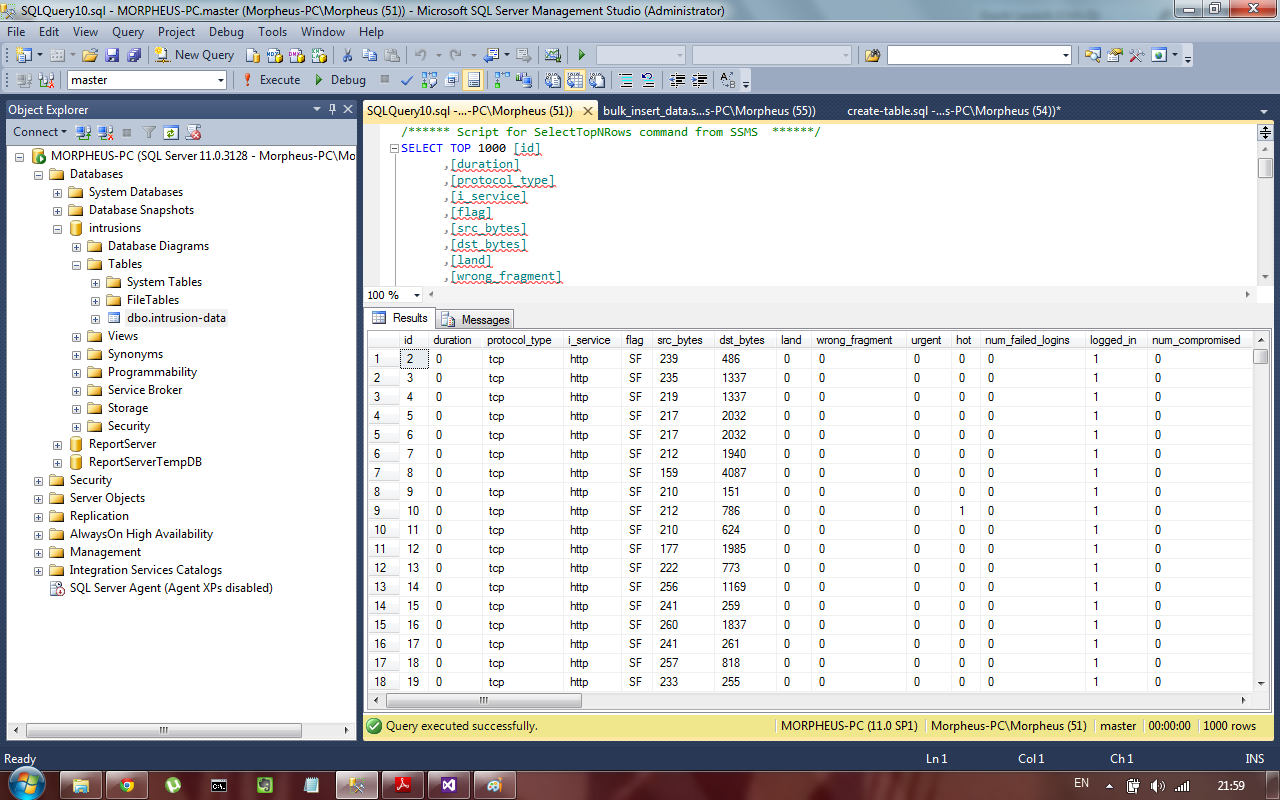 SQLQuery10.sql - MORPHEUS-PC.master (Morpheus-PC\Morpheus (51)) - Microsoft SQL Server Management Studio (Administrator)
File Edit View Query Project Debug Tools Window Help
New Query
master Execute Debug
Object Explorer
Connect
MORPHEUS-PC (SQL Server 11.0.3128 - Morpheus-PC\Mo
Databases
System Databases
Database Snapshots
intrusions
Database Diagrams
Tables
System Tables
FileTables
dbo.intrusion-data
Views
Synonyms
Programmability
Service Broker
Storage
Security
ReportServer
ReportServerTempDB
Security
Server Objects
Replication
AlwaysOn High Availability
Management
Integration Services Catalogs
SQL Server Agent (Agent XPs disabled)
SQLQuery10.sql -...-PC\Morpheus (51)) bulk_insert_data.s...s-PC\Morpheus (55)) create-table.sql -...s-PC\Morpheus (54))*
/****** Script for SelectTopNRows command from SSMS ******/
SELECT TOP 1000 [id]
,[duration]
,[protocol_type]
,[i_service]
,[flag]
,[src_bytes]
,[dst_bytes]
,[land]
,[wrong_fragment]
100 %
Results Messages
id duration protocol_type i_service flag src_bytes dst_bytes land wrong_fragment urgent hot num_failed_logins logged_in num_compromised
1 2 0 tcp http SF 239 486 0 0 0 0 0 1 0
2 3 0 tcp http SF 235 1337 0 0 0 0 0 1 0
3 4 0 tcp http SF 219 1337 0 0 0 0 0 1 0
4 5 0 tcp http SF 217 2032 0 0 0 0 0 1 0
5 6 0 tcp http SF 217 2032 0 0 0 0 0 1 0
6 7 0 tcp http SF 212 1940 0 0 0 0 0 1 0
7 8 0 tcp http SF 159 4087 0 0 0 0 0 1 0
8 9 0 tcp http SF 210 151 0 0 0 0 0 1 0
9 10 0 tcp http SF 212 786 0 0 0 1 0 1 0
10 11 0 tcp http SF 210 624 0 0 0 0 0 1 0
11 12 0 tcp http SF 177 1985 0 0 0 0 0 1 0
12 13 0 tcp http SF 222 773 0 0 0 0 0 1 0
13 14 0 tcp http SF 256 1169 0 0 0 0 0 1 0
14 15 0 tcp http SF 241 259 0 0 0 0 0 1 0
15 16 0 tcp http SF 260 1837 0 0 0 0 0 1 0
16 17 0 tcp http SF 241 261 0 0 0 0 0 1 0
17 18 0 tcp http SF 257 818 0 0 0 0 0 1 0
18 19 0 tcp http SF 233 255 0 0 0 0 0 1 0
Query executed successfully. MORPHEUS-PC (11.0 SP1) Morpheus-PC\Morpheus (51) master 00:00:00 1000 rows
Ready Ln 1 Col 1 Ch 1 INS
EN 21:59